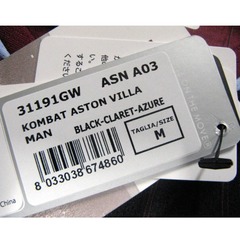 31191GW ASN A03
KOMBAT ASTON VILLA
MAN
BLACK-CLARET-AZURE
TAGLIA/SIZE
M
8 033038 674860
China